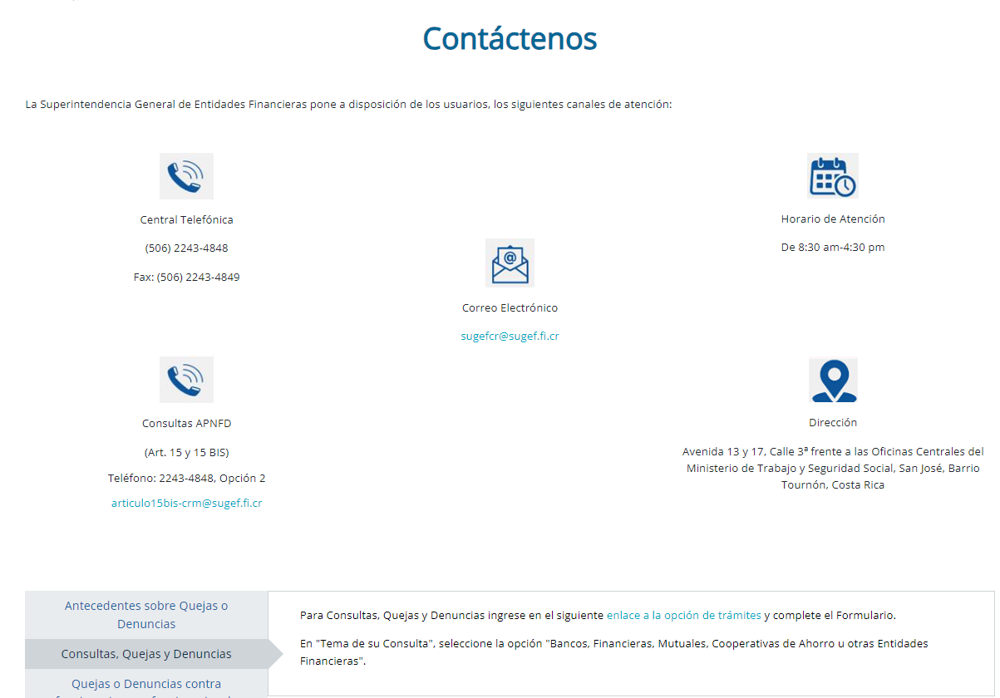 Contáctenos
La Superintendencia General de Entidades Financieras pone a disposición de los usuarios, los siguientes canales de atención:
Central Telefónica
(506) 2243-4848
Fax: (506) 2243-4849
Consultas APNFD
(Art. 15 y 15 BIS)
Teléfono: 2243-4848, Opción 2
articulo15bis-crm@sugef.fi.cr
Correo Electrónico
sugefcr@sugef.fi.cr
Horario de Atención
De 8:30 am-4:30 pm
Dirección
Avenida 13 y 17, Calle 3ª frente a las Oficinas Centrales del
Ministerio de Trabajo y Seguridad Social, San José, Barrio
Tournón, Costa Rica
Antecedentes sobre Quejas o
Denuncias
Consultas, Quejas y Denuncias
Quejas o Denuncias contra
Para Consultas, Quejas y Denuncias ingrese en el siguiente enlace a la opción de trámites y complete el Formulario.
En "Tema de su Consulta", seleccione la opción "Bancos, Financieras, Mutuales, Cooperativas de Ahorro u otras Entidades
Financieras".